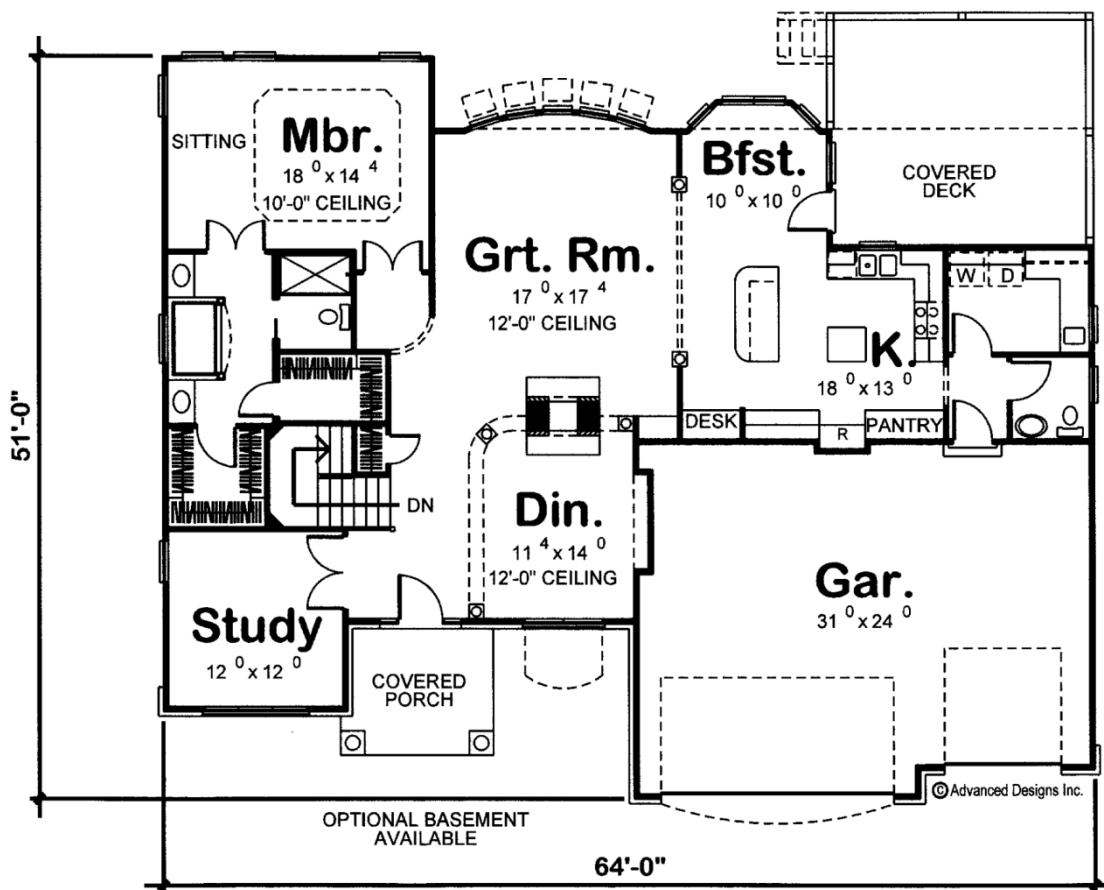 SITTING
Mbr.
18 0 x 14 4
10'-0" CEILING
Bfst.
10 0 x 10 0
COVERED
DECK
Grt. Rm.
17 0 x 17 4
12'-0" CEILING
W D
K.
18 0 x 13 0
DESK
R
PANTRY
51'-0"
DN
Din.
11 4 x 14 0
12'-0" CEILING
Gar.
31 0 x 24 0
Study
12 0 x 12 0
COVERED
PORCH
© Advanced Designs Inc.
OPTIONAL BASEMENT
AVAILABLE
64'-0"